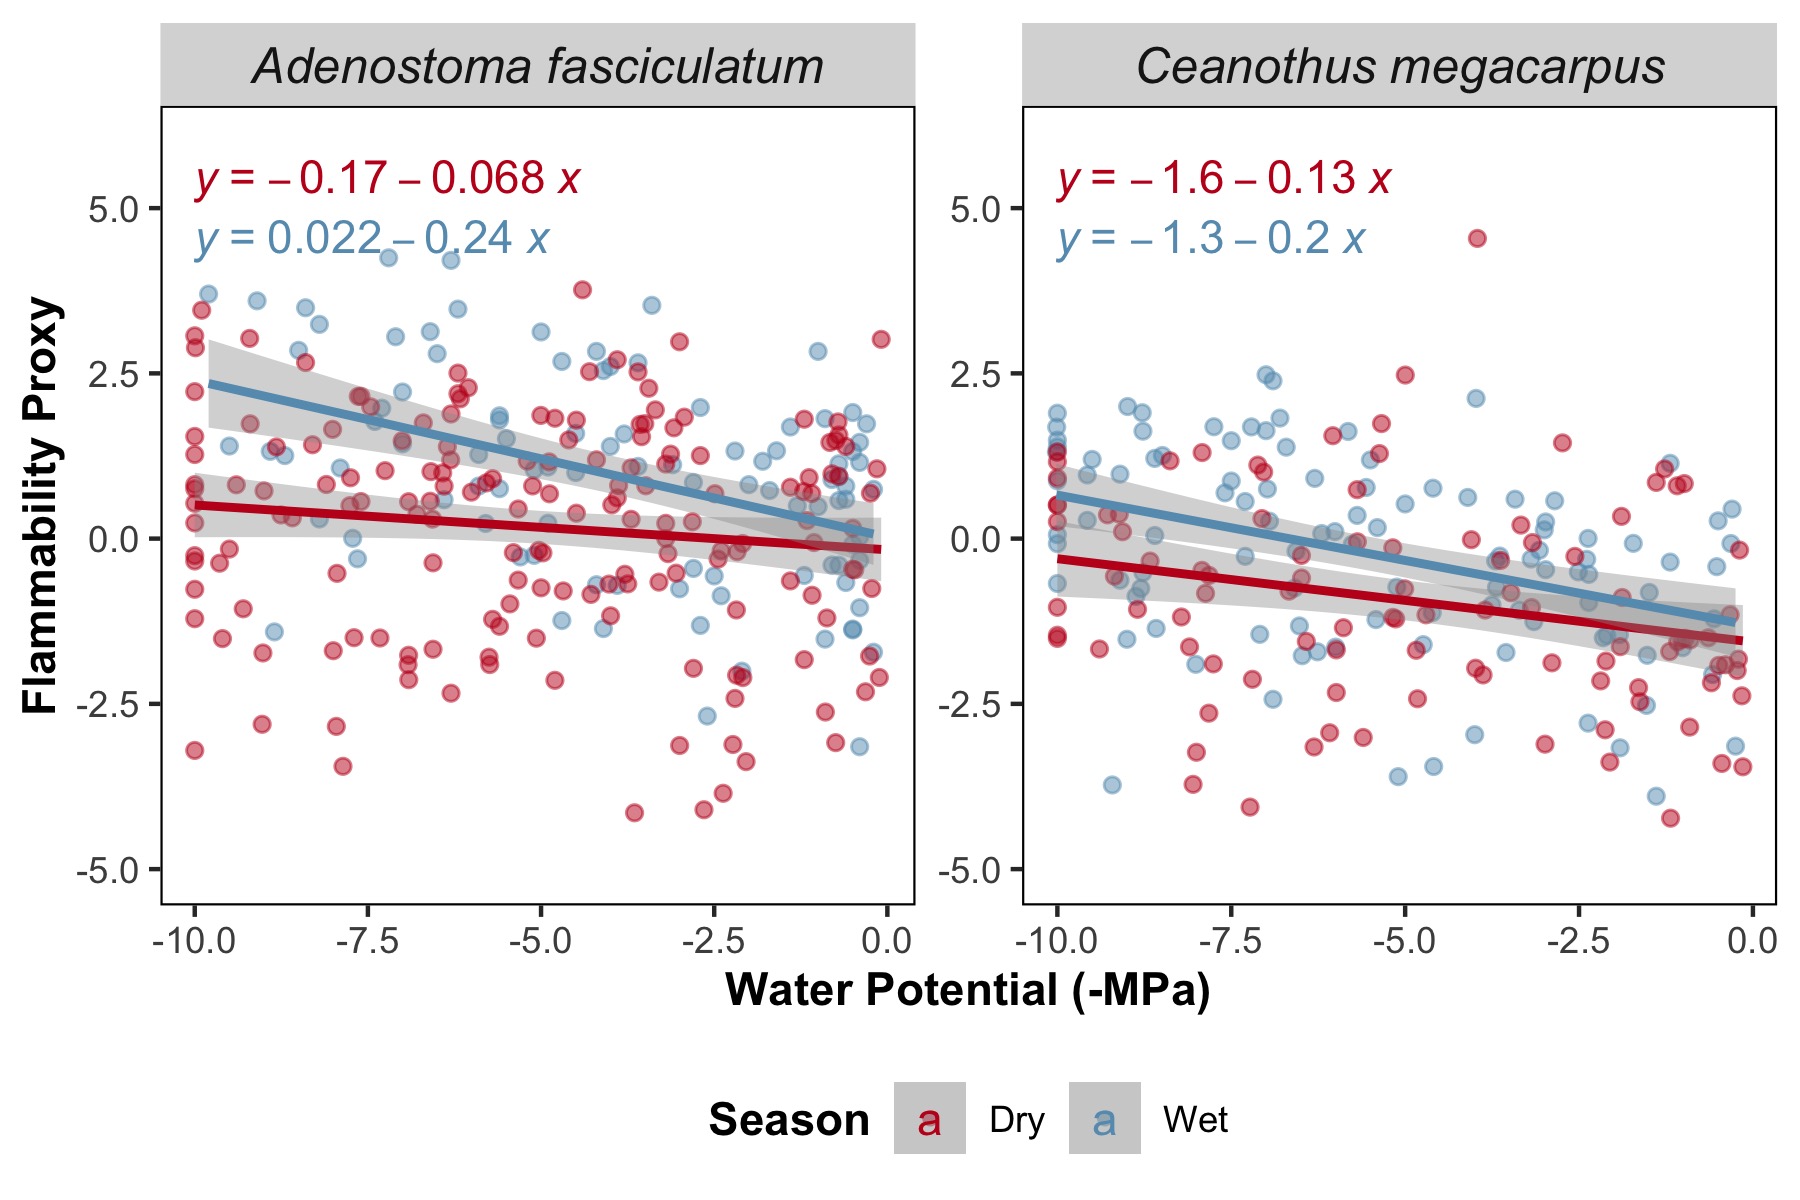 Adenostoma fasciculatum
Ceanothus megacarpus
y = − 0.17 − 0.068 x
y = 0.022 − 0.24 x
y = − 1.6 − 0.13 x
y = − 1.3 − 0.2 x
Flammability Proxy
5.0
2.5
0.0
-2.5
-5.0
5.0
2.5
0.0
-2.5
-5.0
-10.0 -7.5 -5.0 -2.5 0.0
-10.0 -7.5 -5.0 -2.5 0.0
Water Potential (-MPa)
Season a Dry a Wet